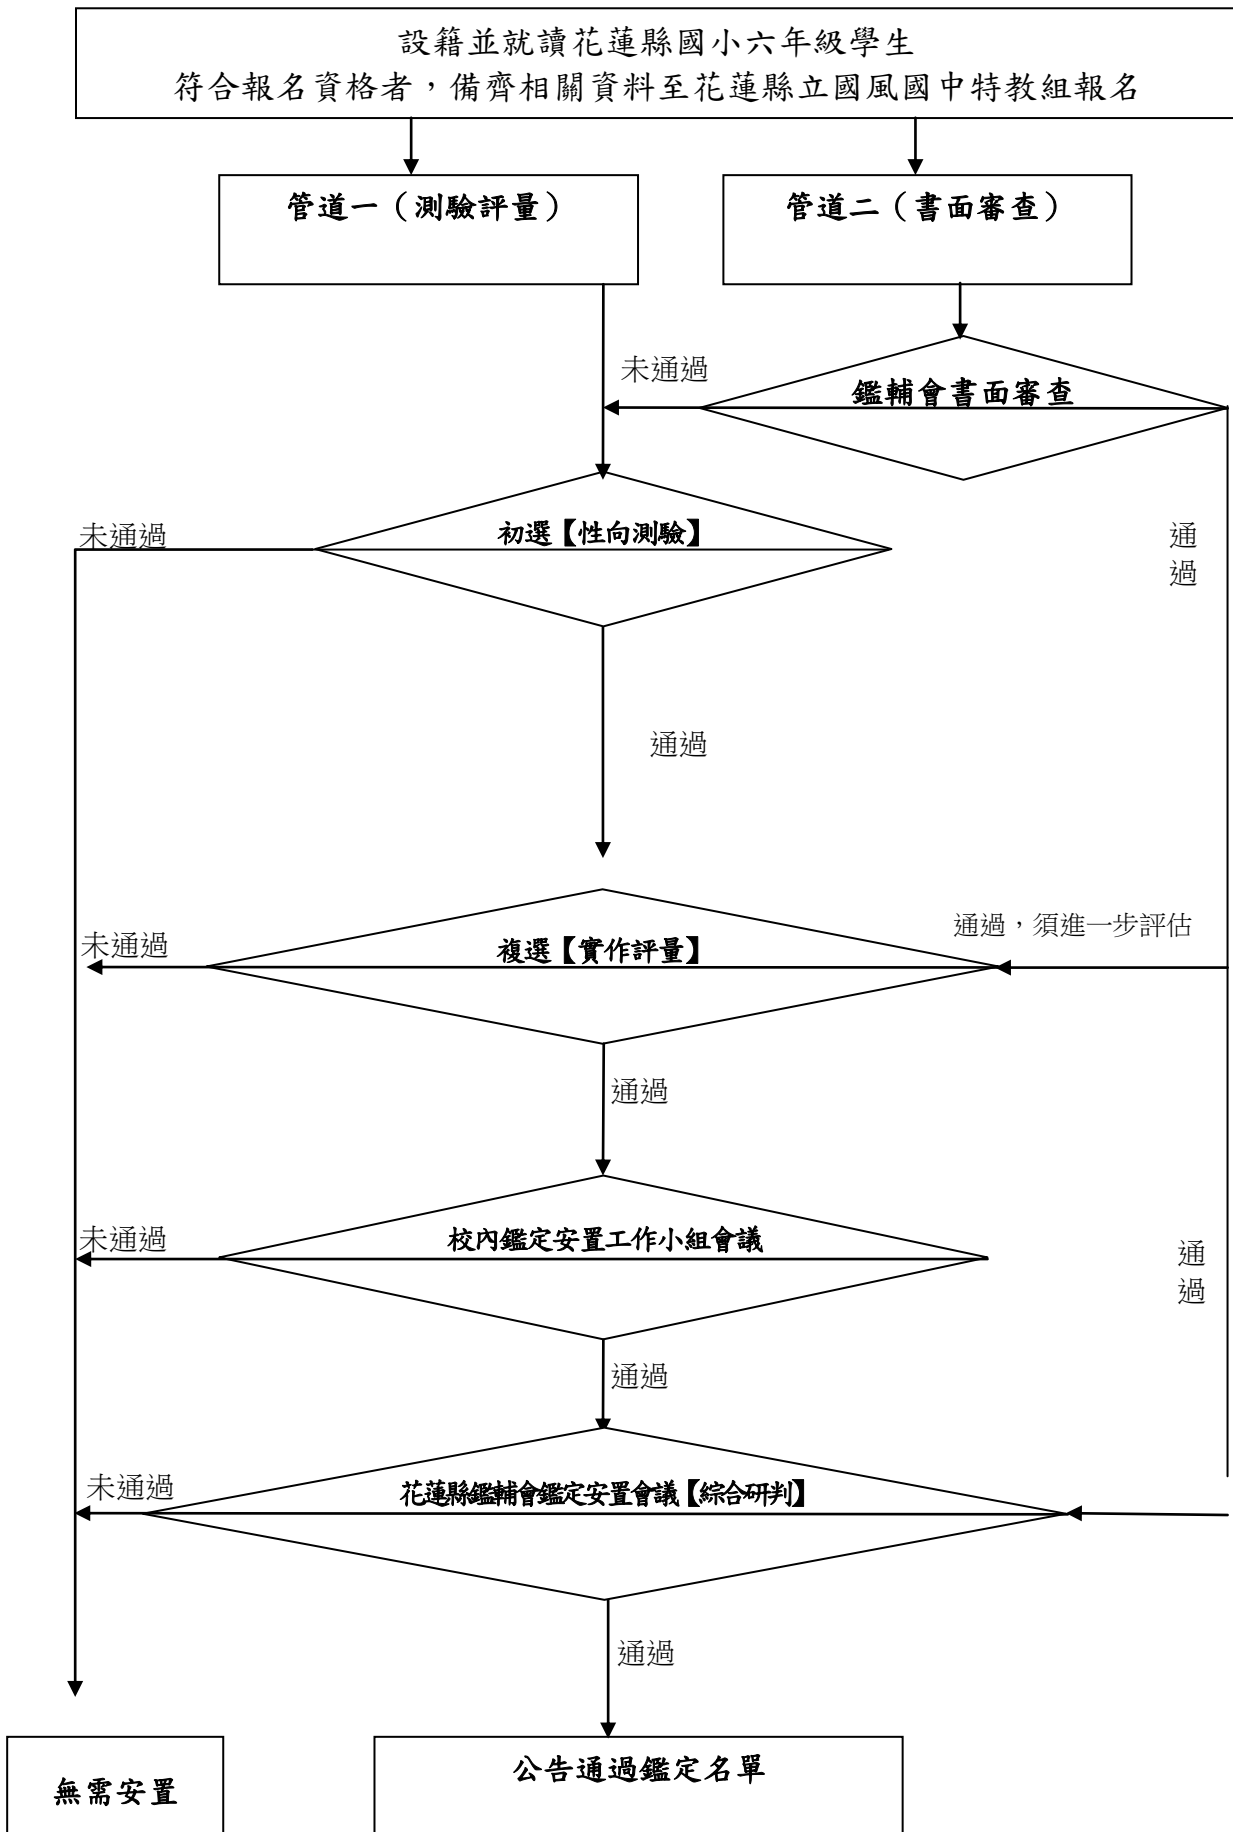 設籍並就讀花蓮縣國小六年級學生
符合報名資格者，備齊相關資料至花蓮縣立國風國中特教組報名
管道一（測驗評量）
管道二（書面審查）
未通過
鑑輔會書面審查
未通過
初選【性向測驗】
通
過
通過
未通過
複選【實作評量】
通過，須進一步評估
通過
未通過
校內鑑定安置工作小組會議
通
過
通過
未通過
花蓮縣鑑輔會鑑定安置會議【綜合研判】
通過
無需安置
公告通過鑑定名單